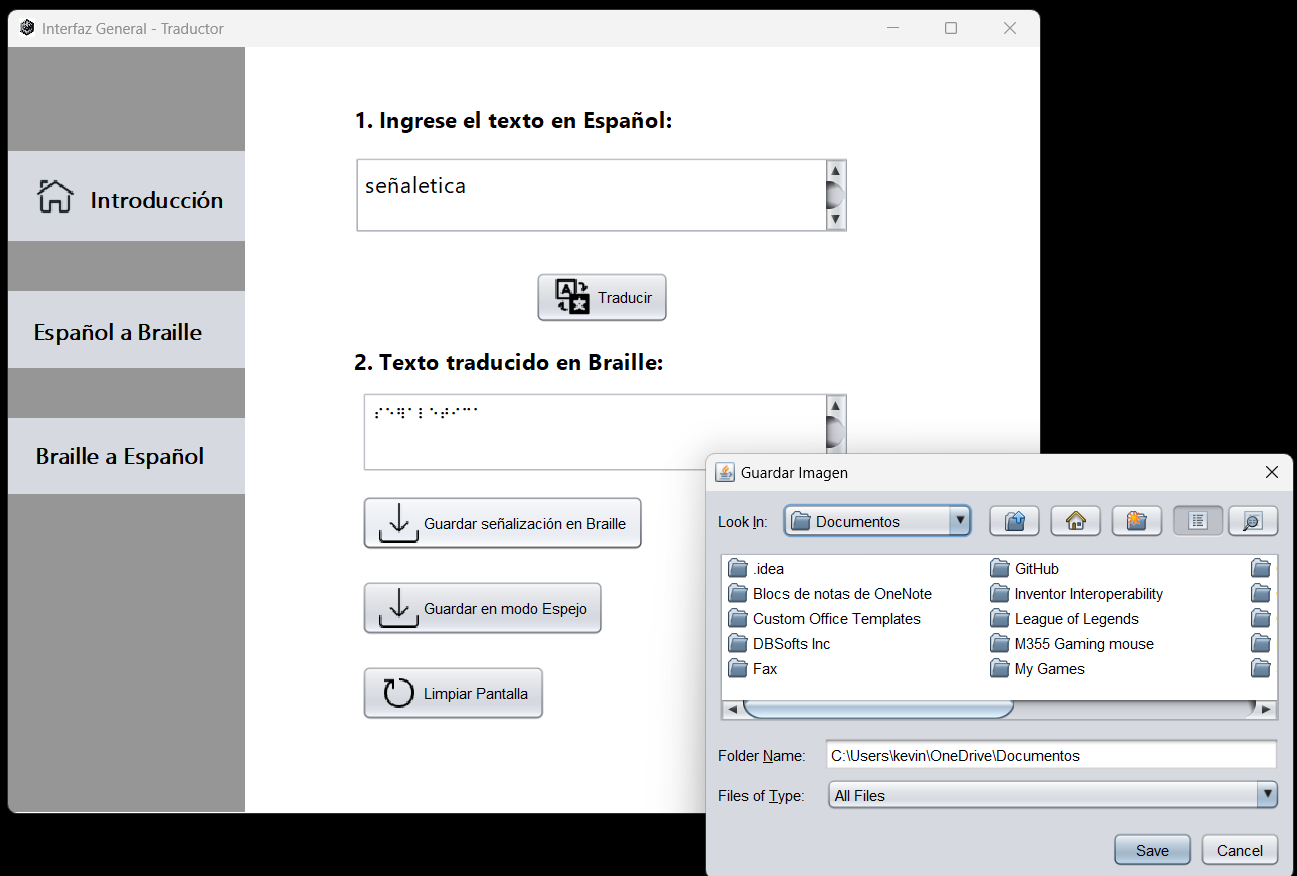 Interfaz General - Traductor
Introducción
Español a Braille
Braille a Español
1. Ingrese el texto en Español:
señaletica
Traducir
2. Texto traducido en Braille:
⠎⠑⠻⠁⠇⠑⠞⠊⠉⠁
Guardar señalización en Braille
Guardar en modo Espejo
Limpiar Pantalla
Guardar Imagen
Look In: Documentos
.idea GitHub
Blocs de notas de OneNote Inventor Interoperability
Custom Office Templates League of Legends
DBSofts Inc M355 Gaming mouse
Fax My Games
Folder Name: C:\Users\kevin\OneDrive\Documentos
Files of Type: All Files
Save Cancel